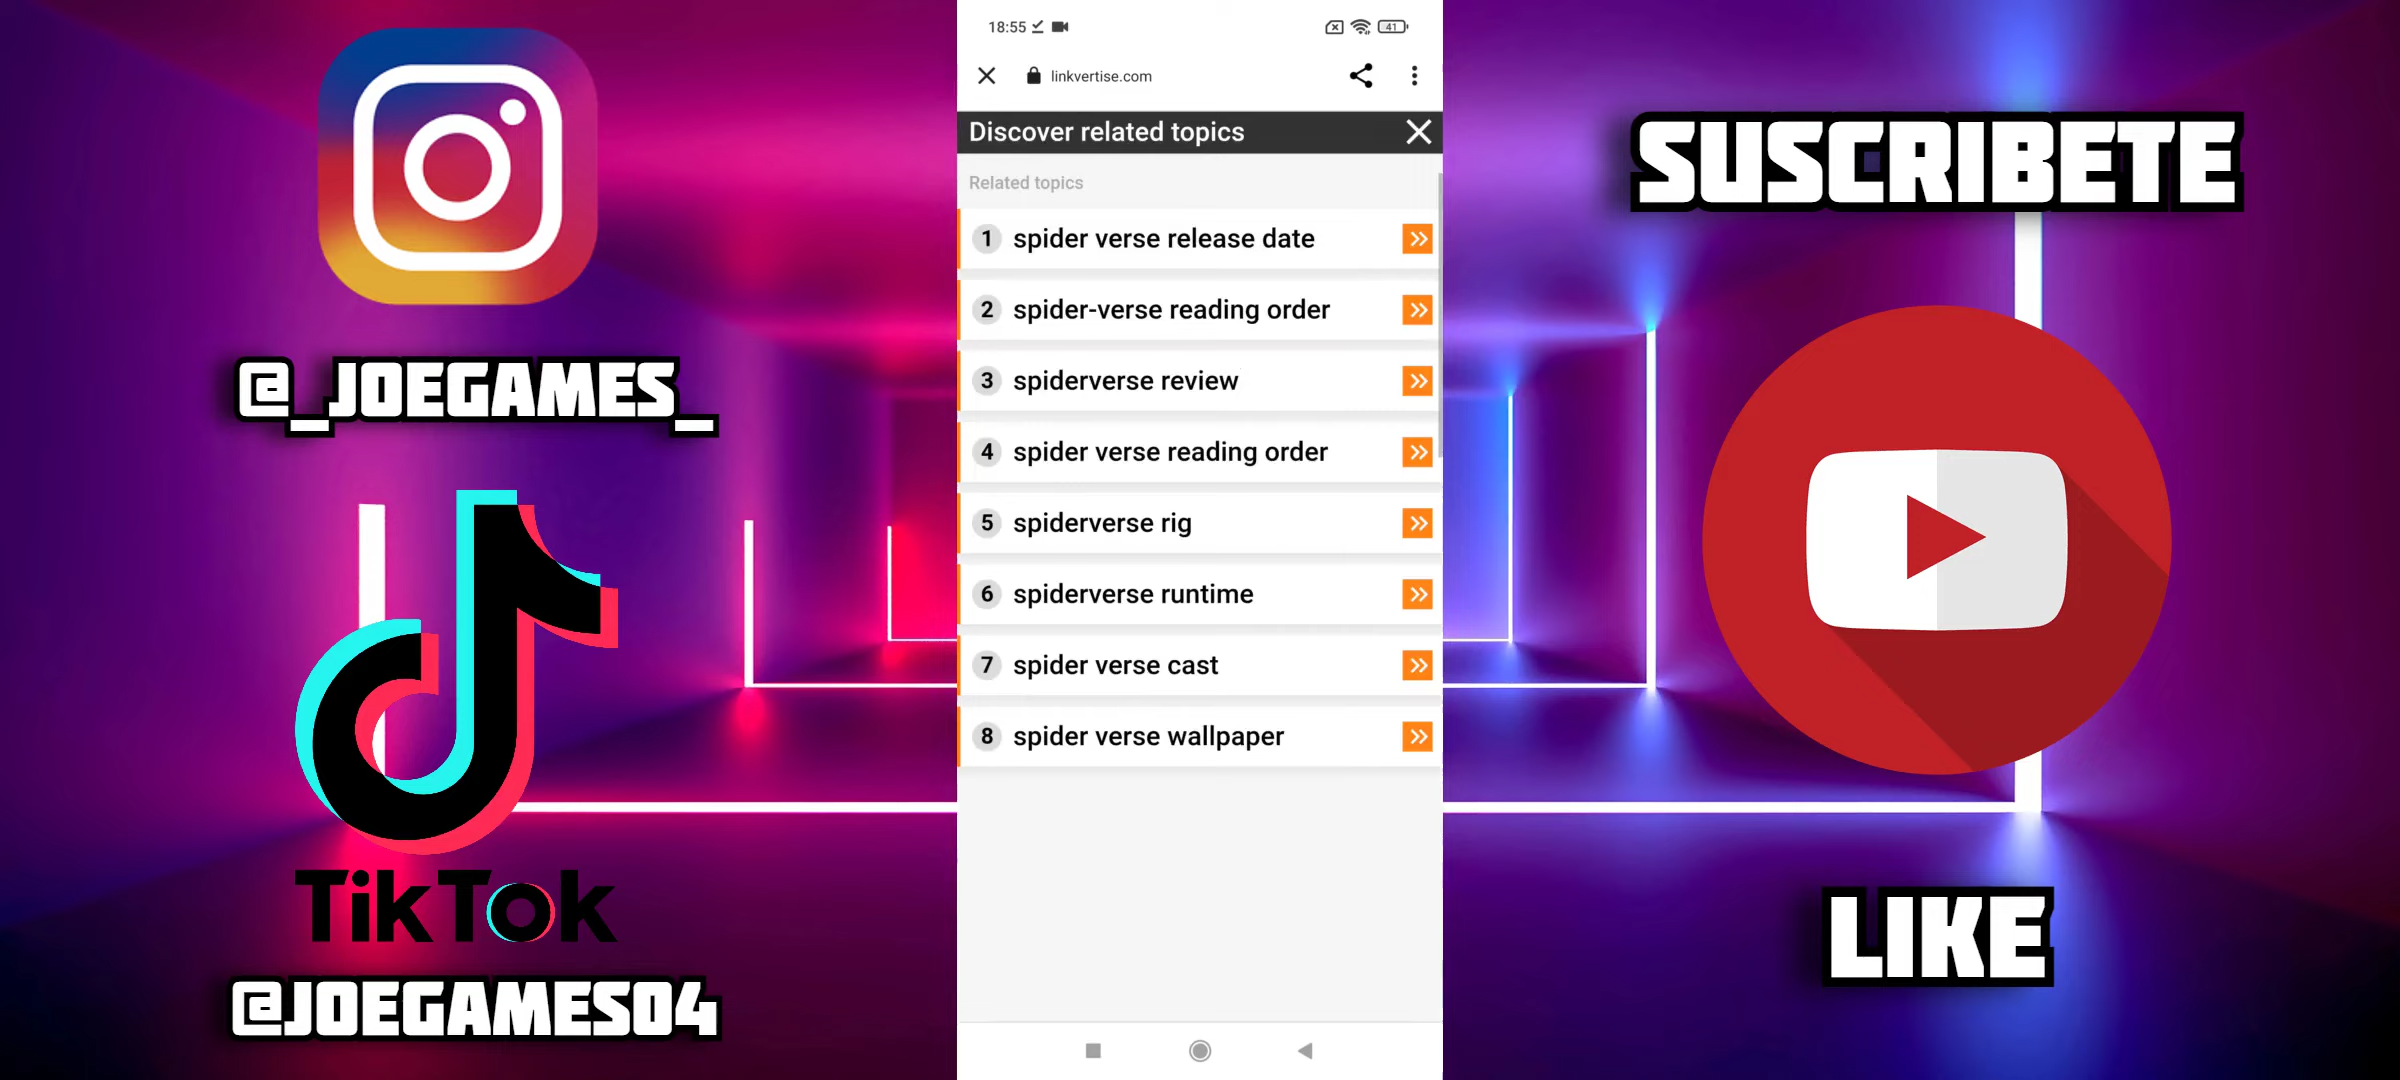 @_JOEGAMES_
TikTok
@JOEGAMES04
18:55
41
linkvertise.com
Discover related topics
Related topics
1 spider verse release date
2 spider-verse reading order
3 spiderverse review
4 spider verse reading order
5 spiderverse rig
6 spiderverse runtime
7 spider verse cast
8 spider verse wallpaper
SUSCRIBETE
LIKE